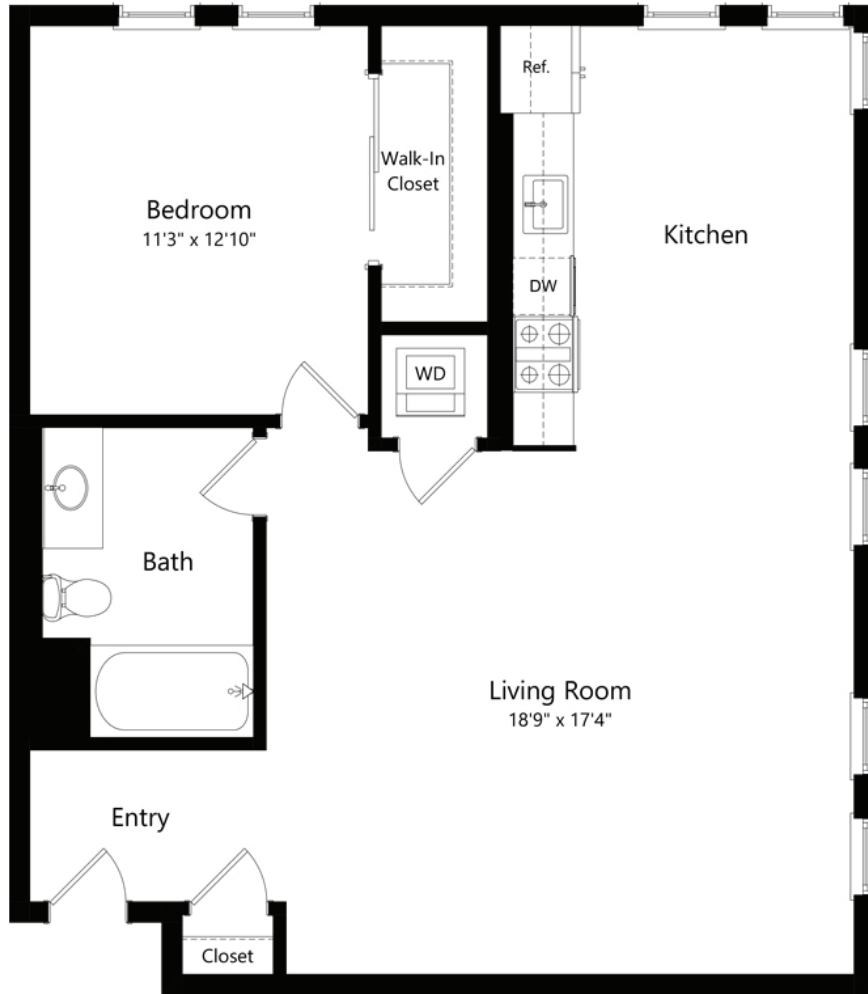 Ref.
Walk-In
Closet
Bedroom
11'3" x 12'10"
Kitchen
DW
WD
Bath
Living Room
18'9" x 17'4"
Entry
Closet